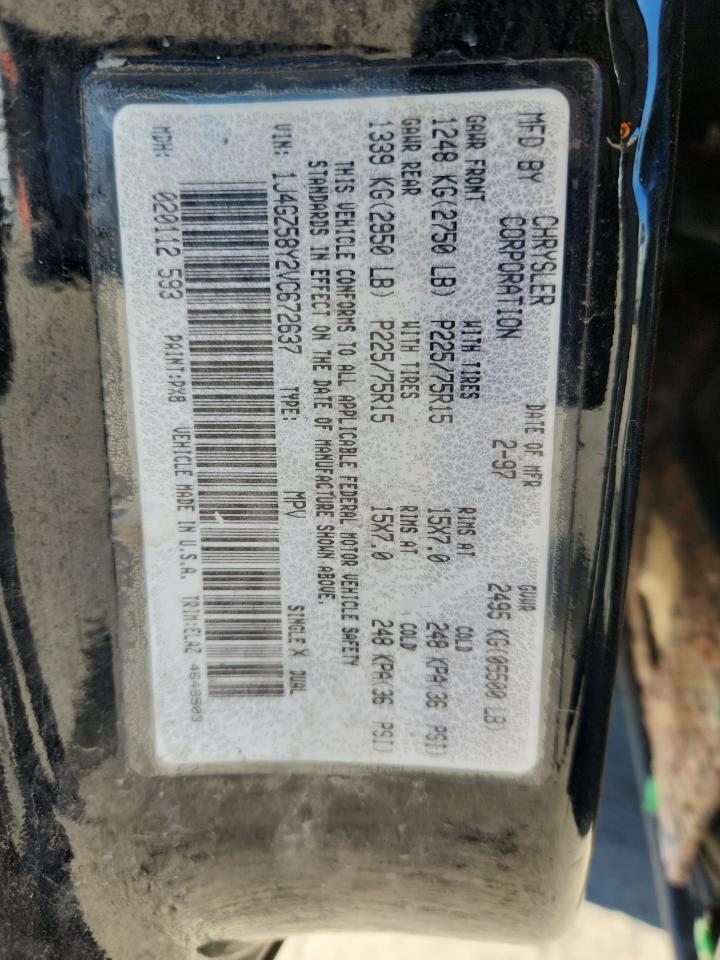 MFD BY CHRYSLER CORPORATION DATE OF MFR 2-97 GVWR 2495 KG(05500 LB)
GAWR FRONT WITH TIRES RIMS AT COLD
1248 KG(2750 LB) P225/75R15 15X7.0 248 KPA(36 PSI)
GAWR REAR WITH TIRES RIMS AT COLD
1339 KG(2950 LB) P225/75R15 15X7.0 248 KPA(36 PSI)
THIS VEHICLE CONFORMS TO ALL APPLICABLE FEDERAL MOTOR VEHICLE SAFETY
STANDARDS IN EFFECT ON THE DATE OF MANUFACTURE SHOWN ABOVE.
VIN: 1J4GZ58Y2VC672637 TYPE: MPV SINGLE X DUAL
MDH: 020112 593 PAINT:PX8 VEHICLE MADE IN U.S.A. TRIM:ELAZ 4648503